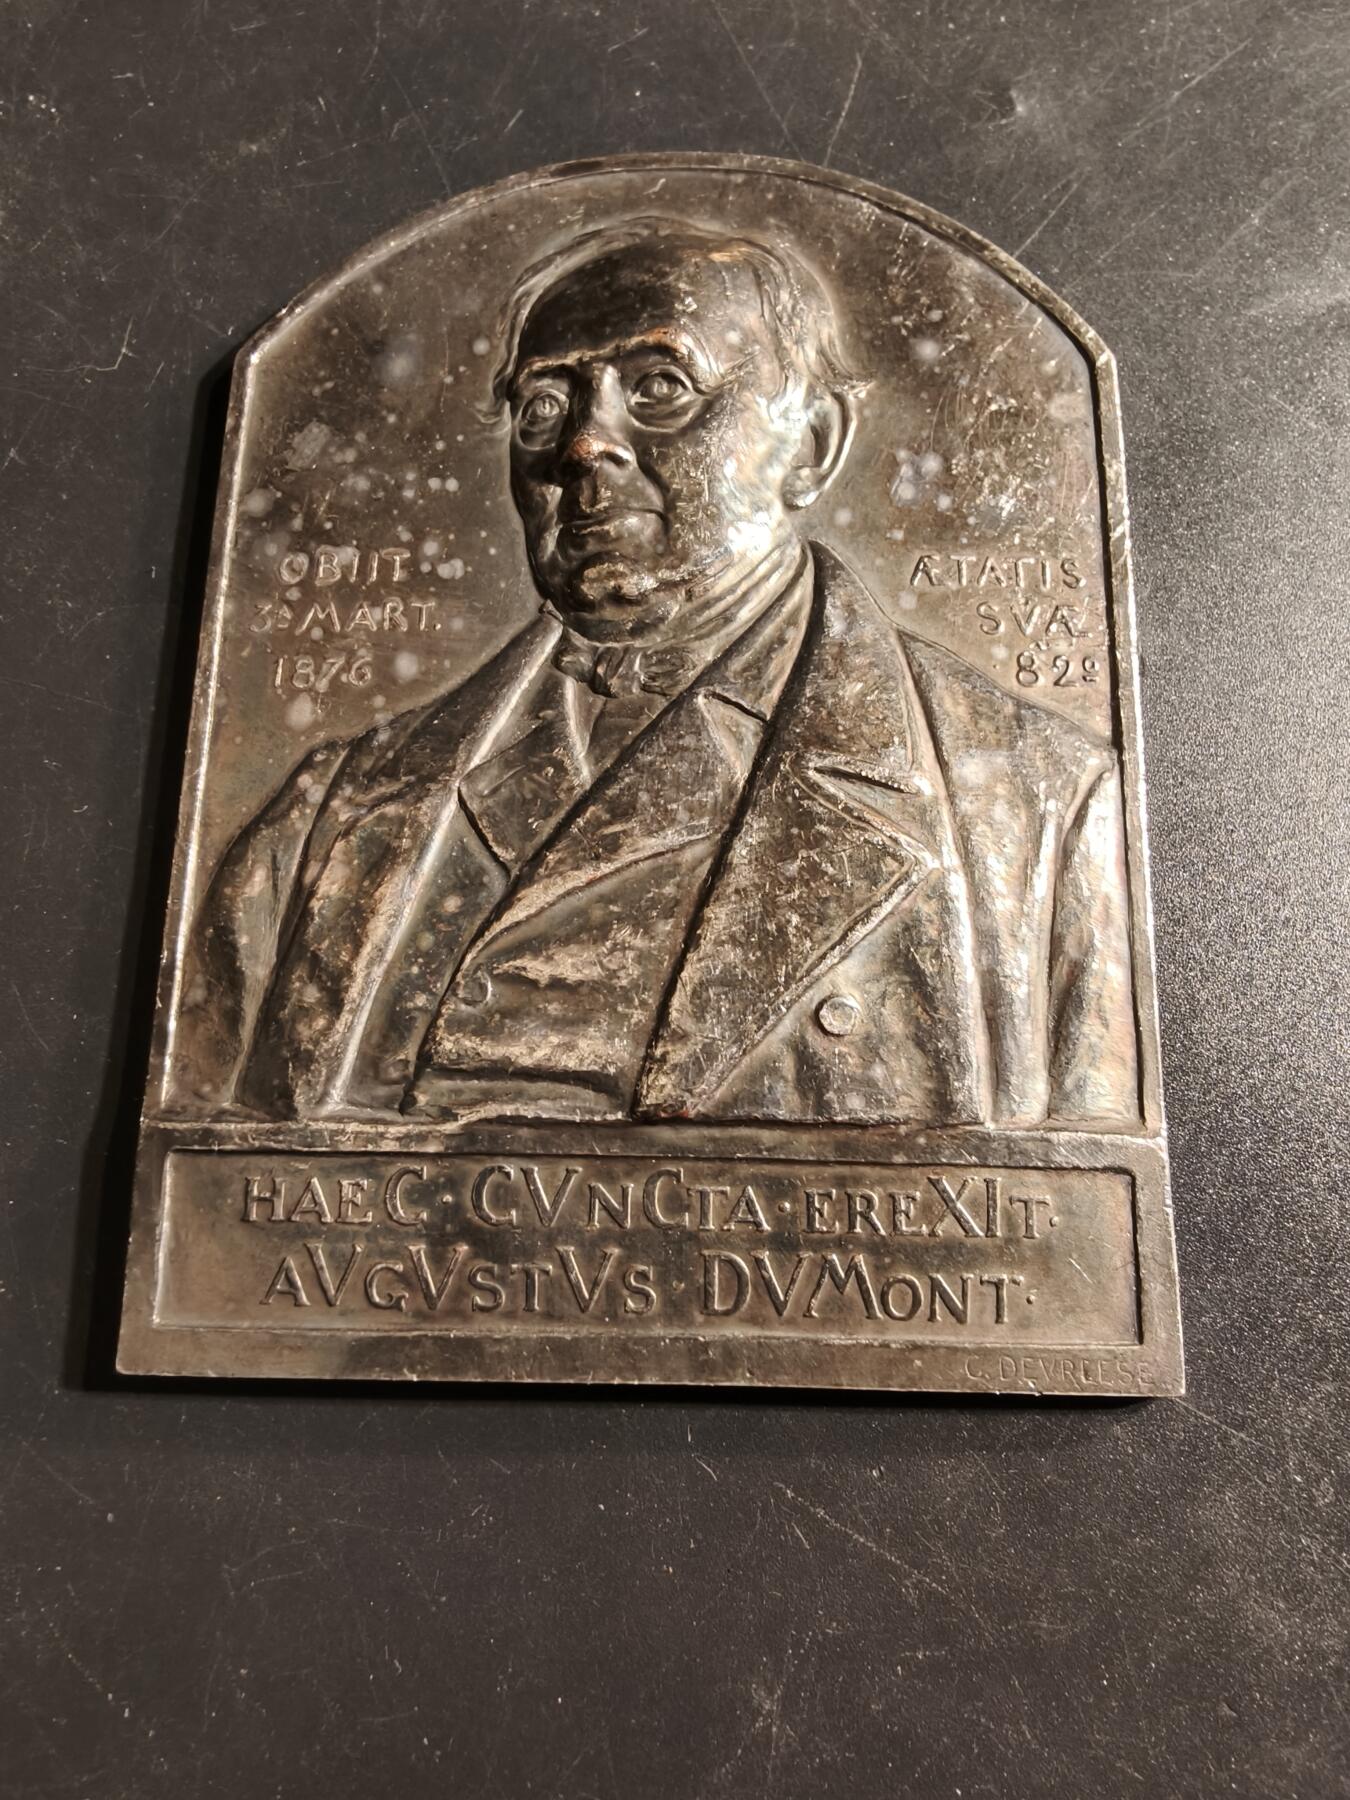 OBIIT
3ª MART.
1876
ÆTATIS
SVÆ
82º
HAEC · CVNCTA · EREXIT ·
AVGVSTVS · DVMONT ·
G. DEVREESE